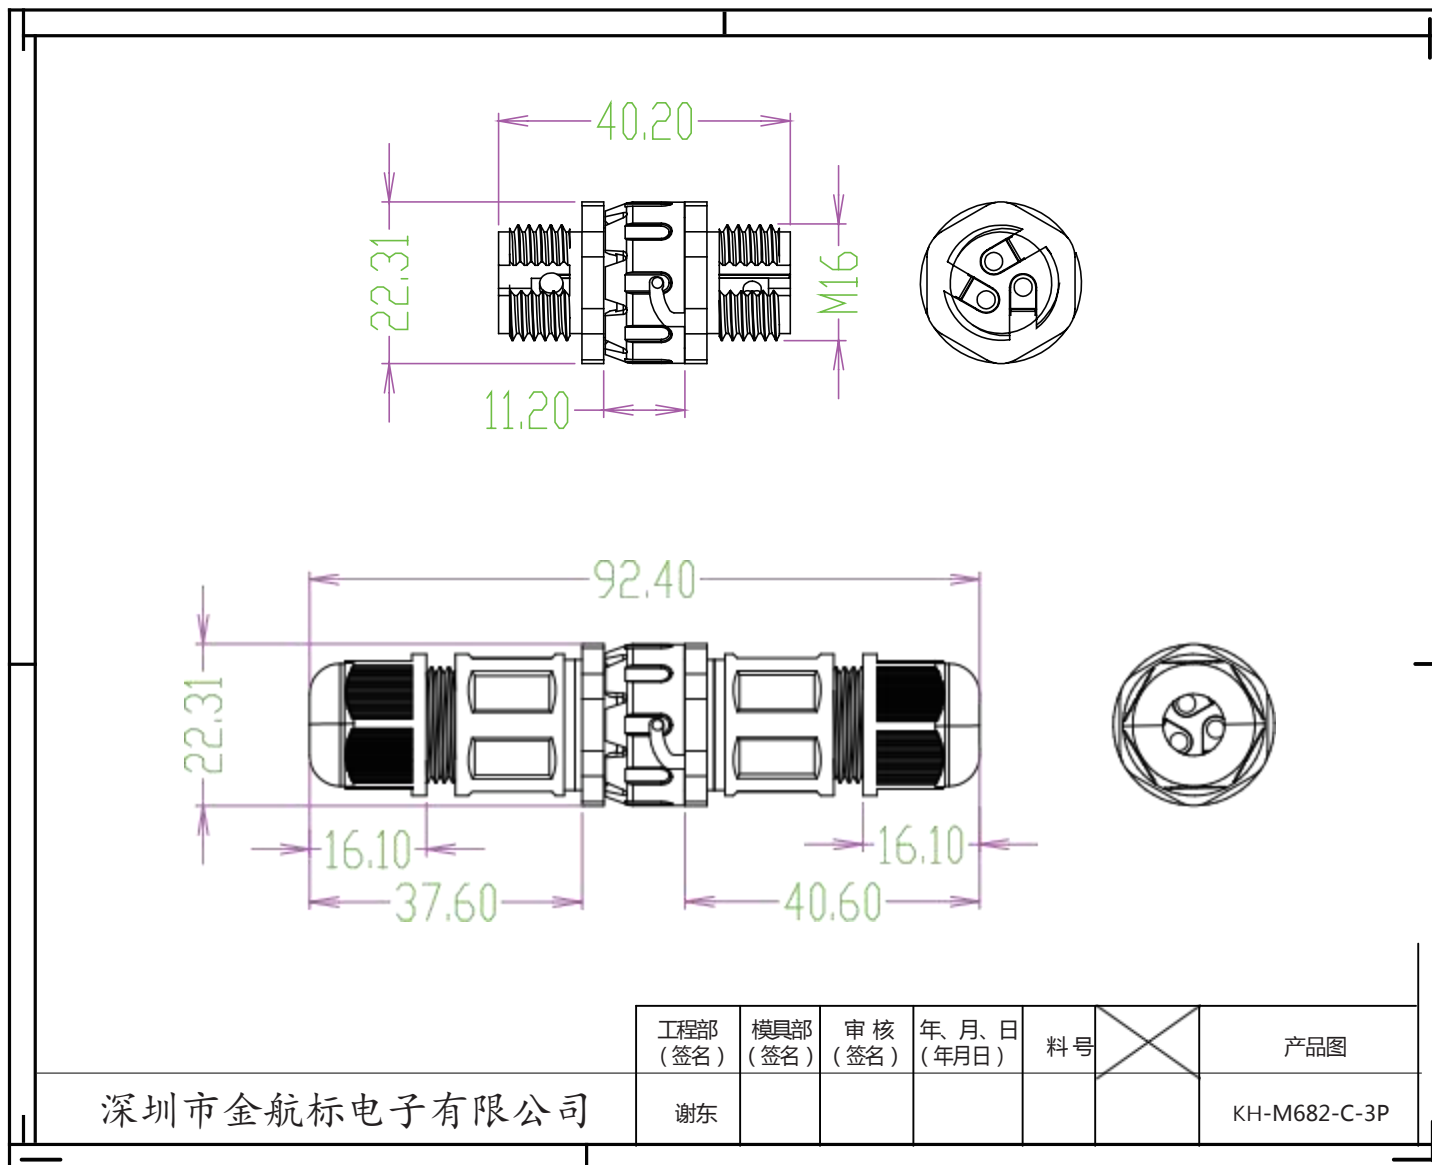 40.20
22.31
M16
11.20
92.40
22.31
16.10
16.10
37.60
40.60
工程部
（签名）
模具部
（签名）
审 核
（签名）
年、月、日
（年月日）
料 号
产品图
深圳市金航标电子有限公司
谢东
KH-M682-C-3P